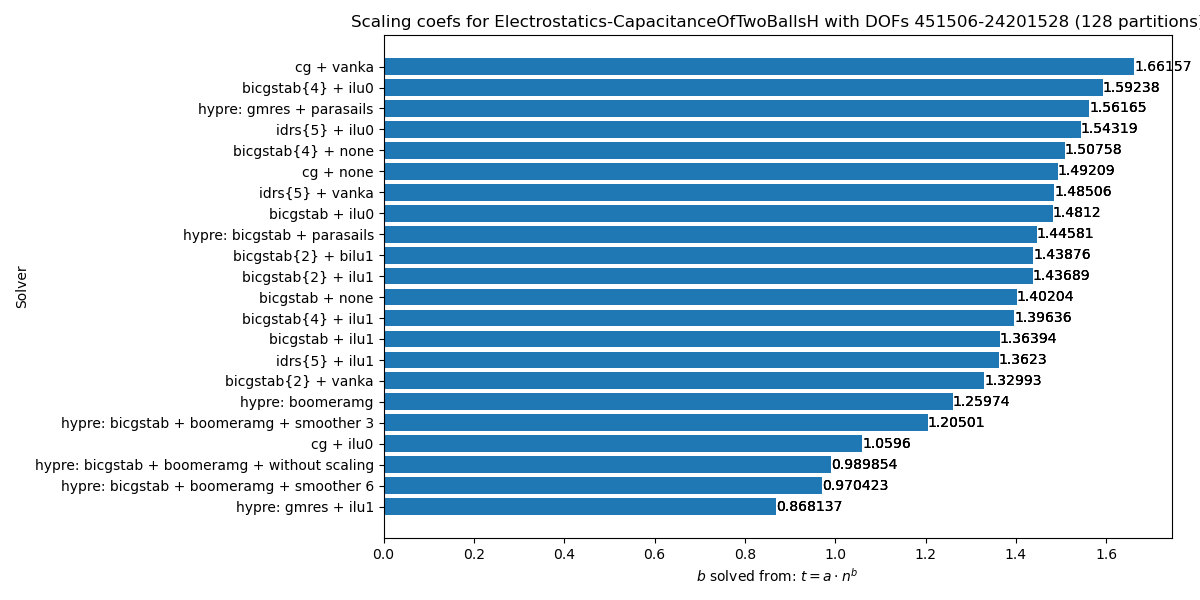 Scaling coefs for Electrostatics-CapacitanceOfTwoBallsH with DOFs 451506-24201528 (128 partitions)
Solver
cg + vanka 1.66157
bicgstab{4} + ilu0 1.59238
hypre: gmres + parasails 1.56165
idrs{5} + ilu0 1.54319
bicgstab{4} + none 1.50758
cg + none 1.49209
idrs{5} + vanka 1.48506
bicgstab + ilu0 1.4812
hypre: bicgstab + parasails 1.44581
bicgstab{2} + bilu1 1.43876
bicgstab{2} + ilu1 1.43689
bicgstab + none 1.40204
bicgstab{4} + ilu1 1.39636
bicgstab + ilu1 1.36394
idrs{5} + ilu1 1.3623
bicgstab{2} + vanka 1.32993
hypre: boomeramg 1.25974
hypre: bicgstab + boomeramg + smoother 3 1.20501
cg + ilu0 1.0596
hypre: bicgstab + boomeramg + without scaling 0.989854
hypre: bicgstab + boomeramg + smoother 6 0.970423
hypre: gmres + ilu1 0.868137
0.0 0.2 0.4 0.6 0.8 1.0 1.2 1.4 1.6
b solved from: t = a · n^b